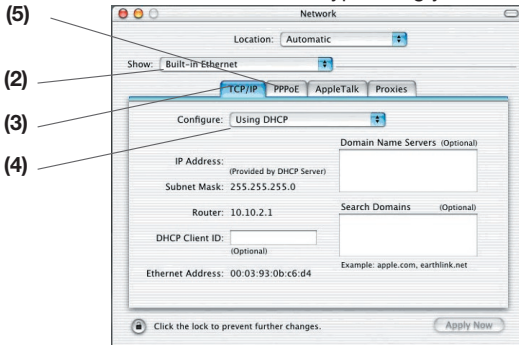 (5)
Network
Location: Automatic
(2)
Show: Built-in Ethernet
TCP/IP PPPoE AppleTalk Proxies
(3)
Configure: Using DHCP
(4)
Domain Name Servers (Optional)
IP Address:
(Provided by DHCP Server)
Subnet Mask: 255.255.255.0
Router: 10.10.2.1
Search Domains (Optional)
DHCP Client ID:
(Optional)
Example: apple.com, earthlink.net
Ethernet Address: 00:03:93:0b:c6:d4
Click the lock to prevent further changes.
Apply Now